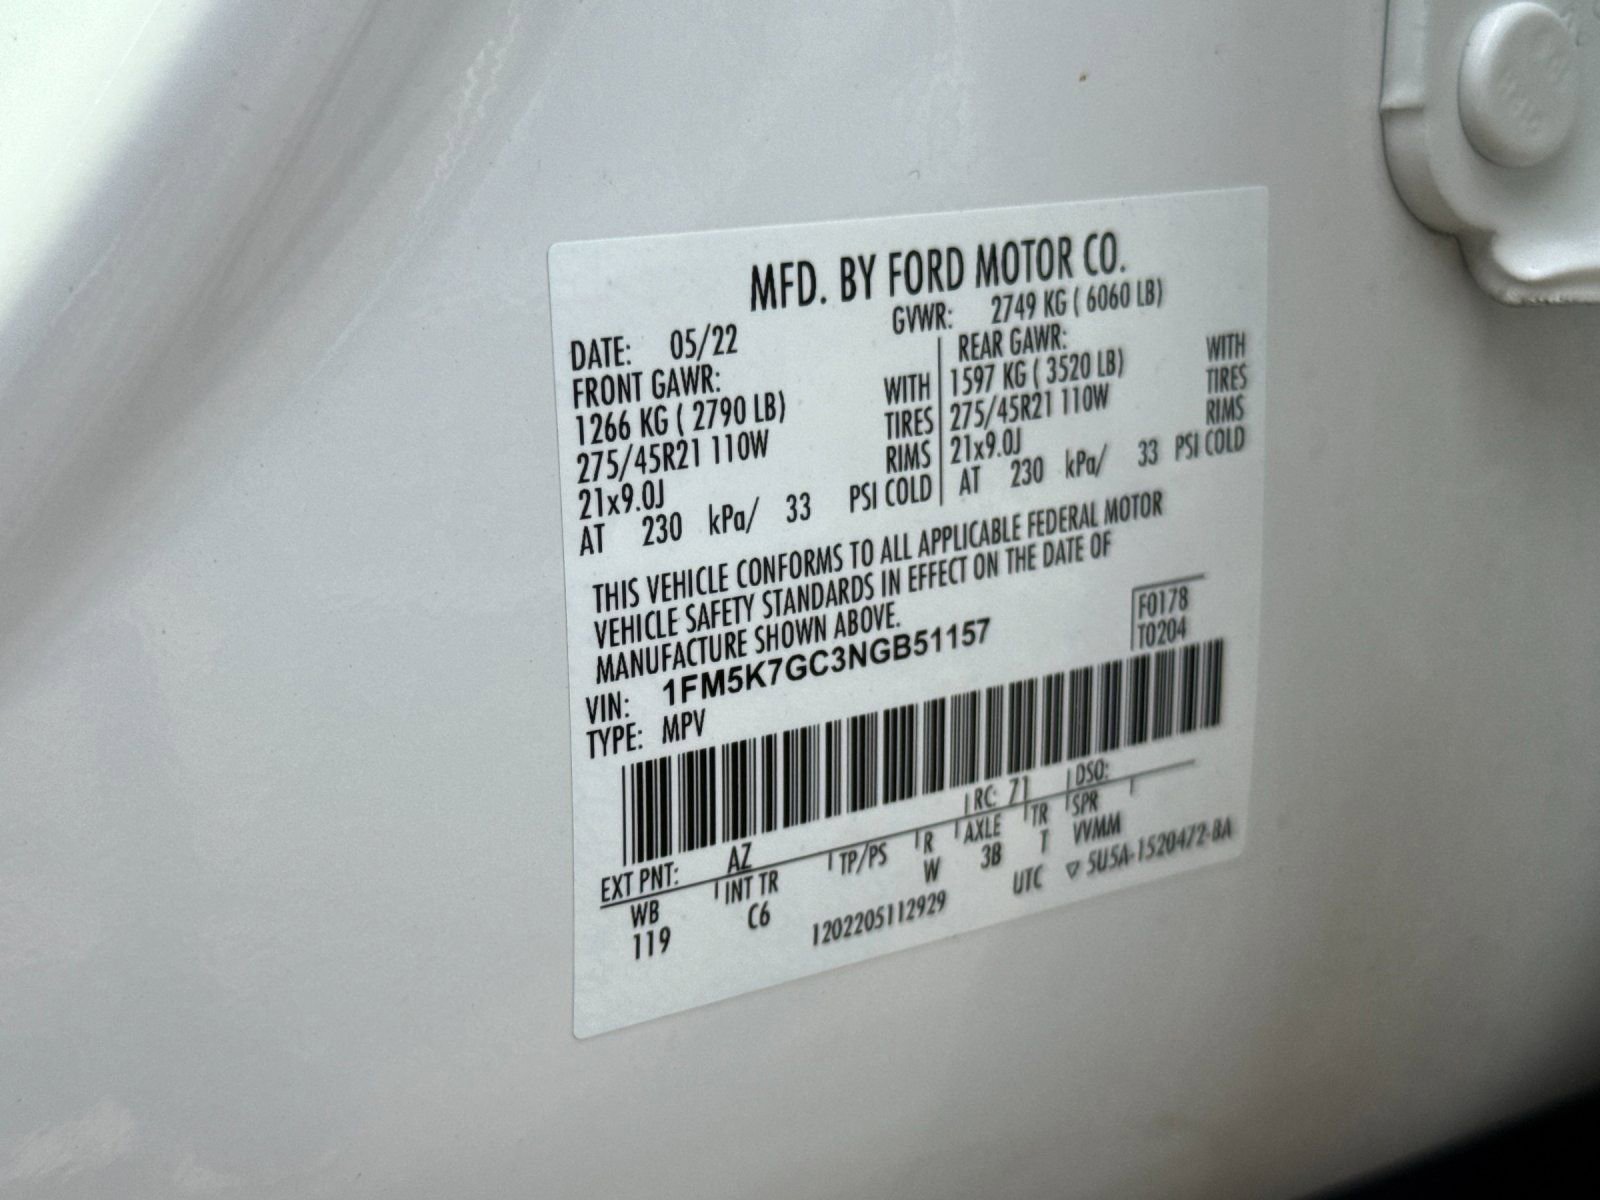 MFD. BY FORD MOTOR CO.
DATE: 05/22 GVWR: 2749 KG ( 6060 LB)
FRONT GAWR: REAR GAWR:
1266 KG ( 2790 LB) WITH 1597 KG ( 3520 LB) WITH
275/45R21 110W TIRES 275/45R21 110W TIRES
21x9.0J RIMS 21x9.0J RIMS
AT 230 kPa/ 33 PSI COLD AT 230 kPa/ 33 PSI COLD
THIS VEHICLE CONFORMS TO ALL APPLICABLE FEDERAL MOTOR
VEHICLE SAFETY STANDARDS IN EFFECT ON THE DATE OF
MANUFACTURE SHOWN ABOVE.
VIN: 1FM5K7GC3NGB51157 F0178
TYPE: MPV T0204
EXT PNT: AZ RC: 71 DSO:
WB INT TR TP/PS R AXLE TR SPR
119 C6 W 3B T VVMM
1202205112929 UTC ▽ 5U5A-1520472-BA